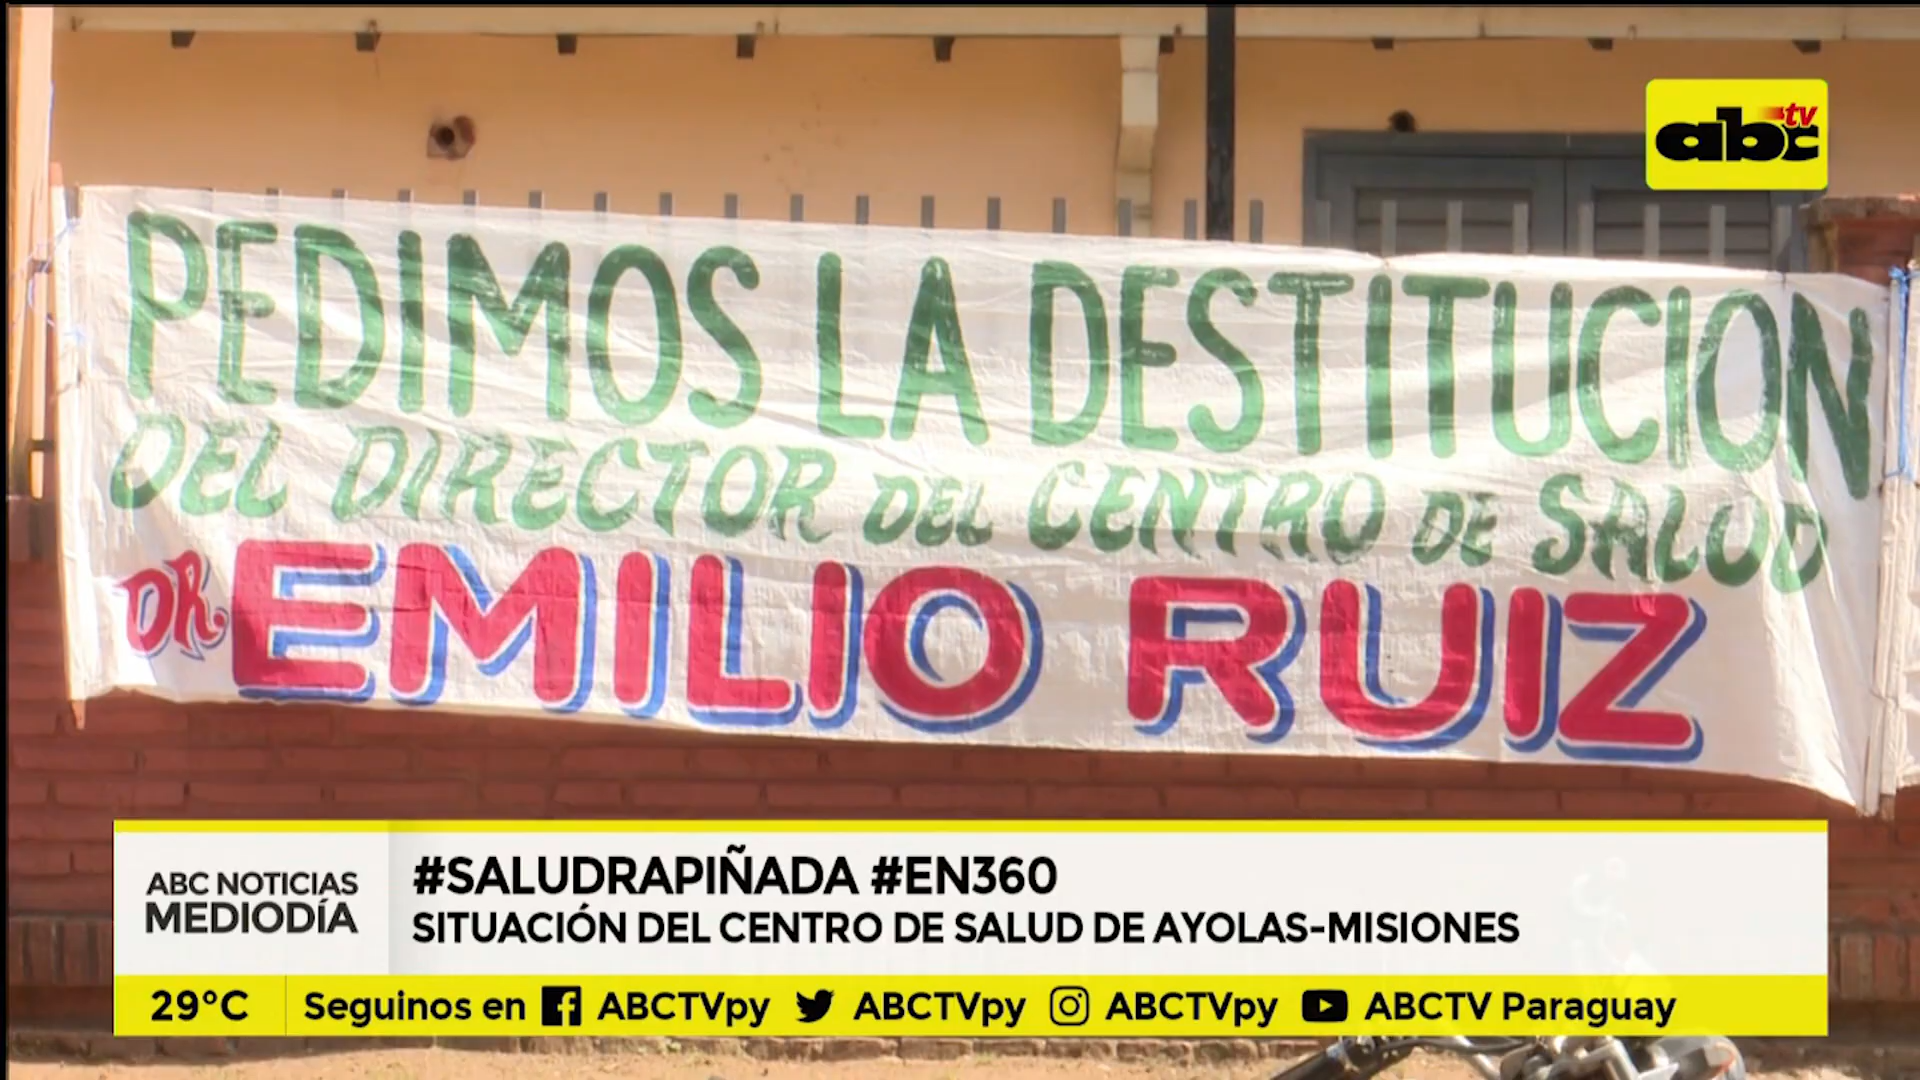 abc tv
PEDIMOS LA DESTITUCION
DEL DIRECTOR DEL CENTRO DE SALUD
DR. EMILIO RUIZ
ABC NOTICIAS
MEDIODÍA
#SALUDRAPIÑADA #EN360
SITUACIÓN DEL CENTRO DE SALUD DE AYOLAS-MISIONES
29°C
Seguinos en ABCTVpy ABCTVpy ABCTVpy ABCTV Paraguay